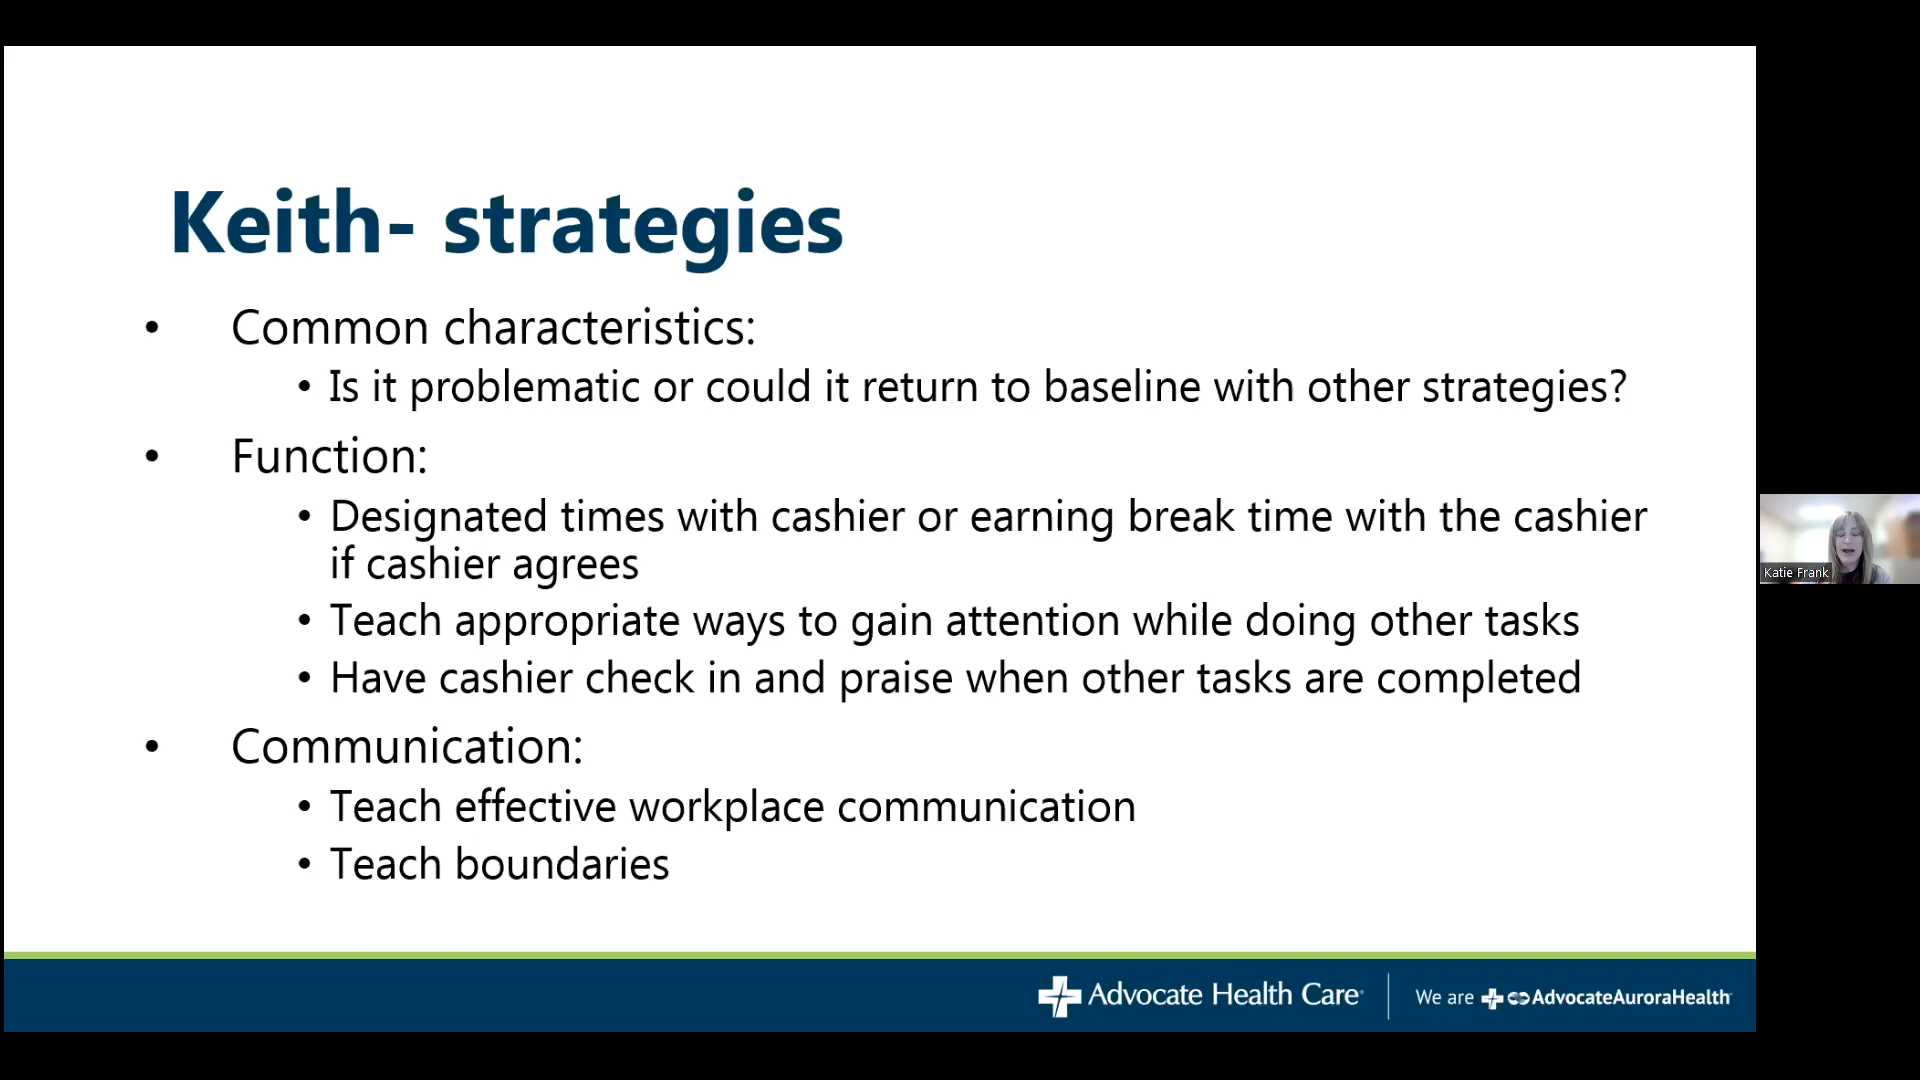 Keith- strategies
• Common characteristics:
• Is it problematic or could it return to baseline with other strategies?
• Function:
• Designated times with cashier or earning break time with the cashier
if cashier agrees
• Teach appropriate ways to gain attention while doing other tasks
• Have cashier check in and praise when other tasks are completed
• Communication:
• Teach effective workplace communication
• Teach boundaries
Katie Frank
Advocate Health Care
We are AdvocateAuroraHealth